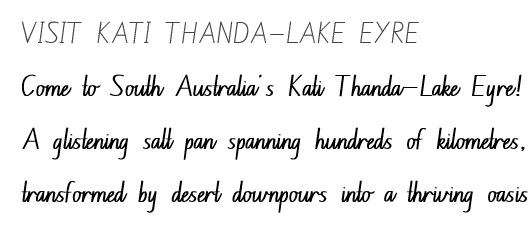 VISIT KATI THANDA–LAKE EYRE
Come to South Australia's Kati Thanda–Lake Eyre!
A glistening salt pan spanning hundreds of kilometres,
transformed by desert downpours into a thriving oasis